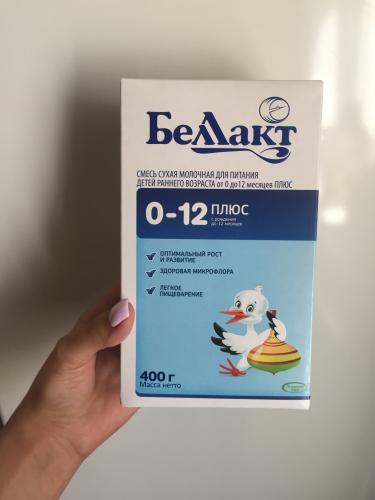 БеЛЛакт
СМЕСЬ СУХАЯ МОЛОЧНАЯ ДЛЯ ПИТАНИЯ
ДЕТЕЙ РАННЕГО ВОЗРАСТА от 0 до 12 месяцев ПЛЮС
0-12 ПЛЮС
с рождения
до 12 месяцев
ОПТИМАЛЬНЫЙ РОСТ
И РАЗВИТИЕ
ЗДОРОВАЯ МИКРОФЛОРА
ЛЕГКОЕ
ПИЩЕВАРЕНИЕ
400 г
Масса нетто